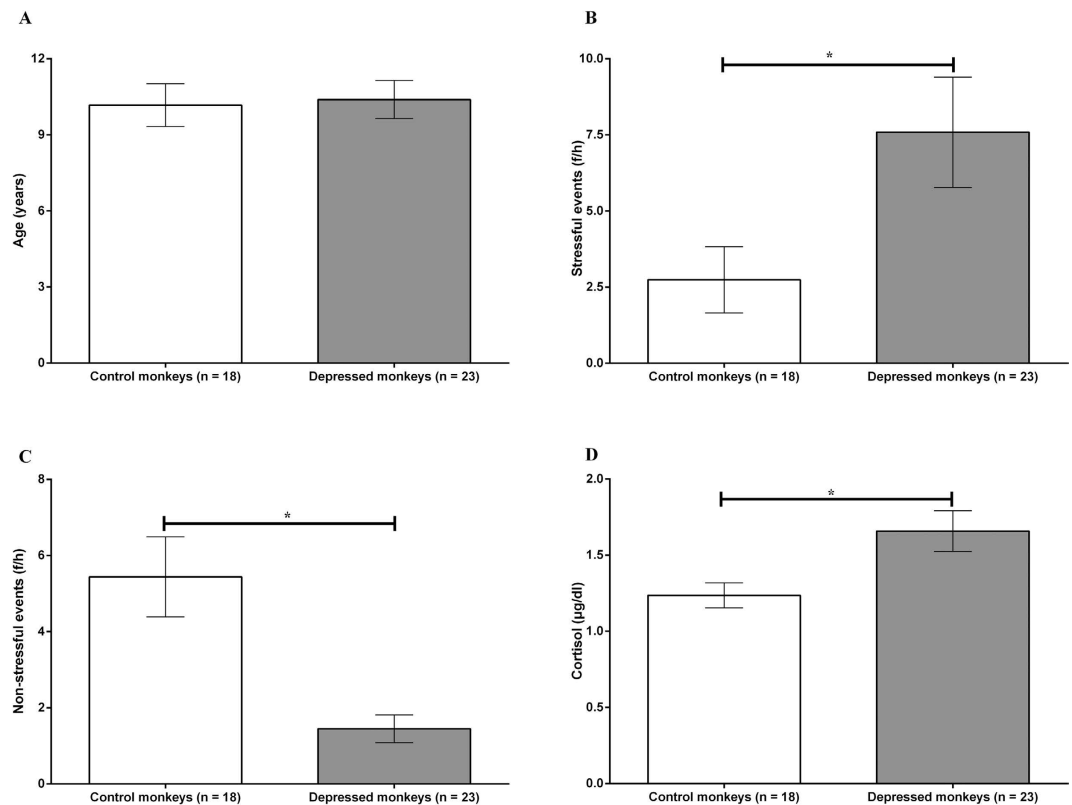 A
Age (years)
12
9
6
3
0
Control monkeys (n = 18)
Depressed monkeys (n = 23)
B
Stressful events (f/h)
10.0
7.5
5.0
2.5
0.0
*
Control monkeys (n = 18)
Depressed monkeys (n = 23)
C
Non-stressful events (f/h)
8
6
4
2
0
*
Control monkeys (n = 18)
Depressed monkeys (n = 23)
D
Cortisol (μg/dl)
2.0
1.5
1.0
0.5
0.0
*
Control monkeys (n = 18)
Depressed monkeys (n = 23)